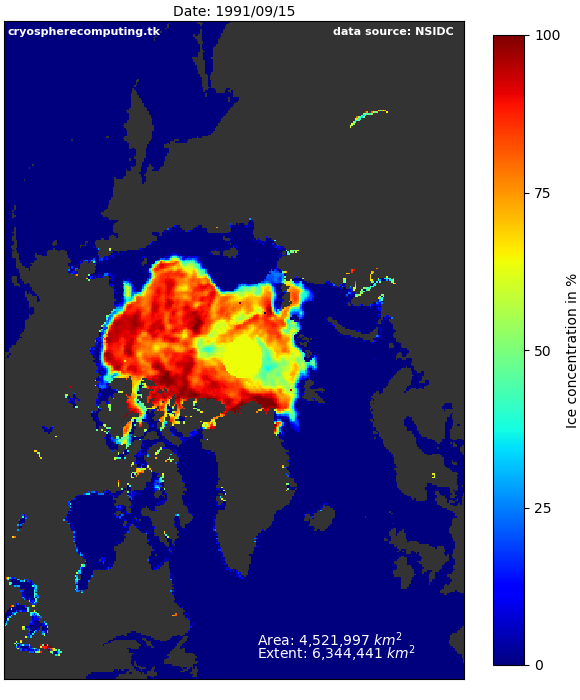 Date: 1991/09/15
cryospherecomputing.tk data source: NSIDC
100
75
50
25
0
Ice concentration in %
Area: 4,521,997 km²
Extent: 6,344,441 km²